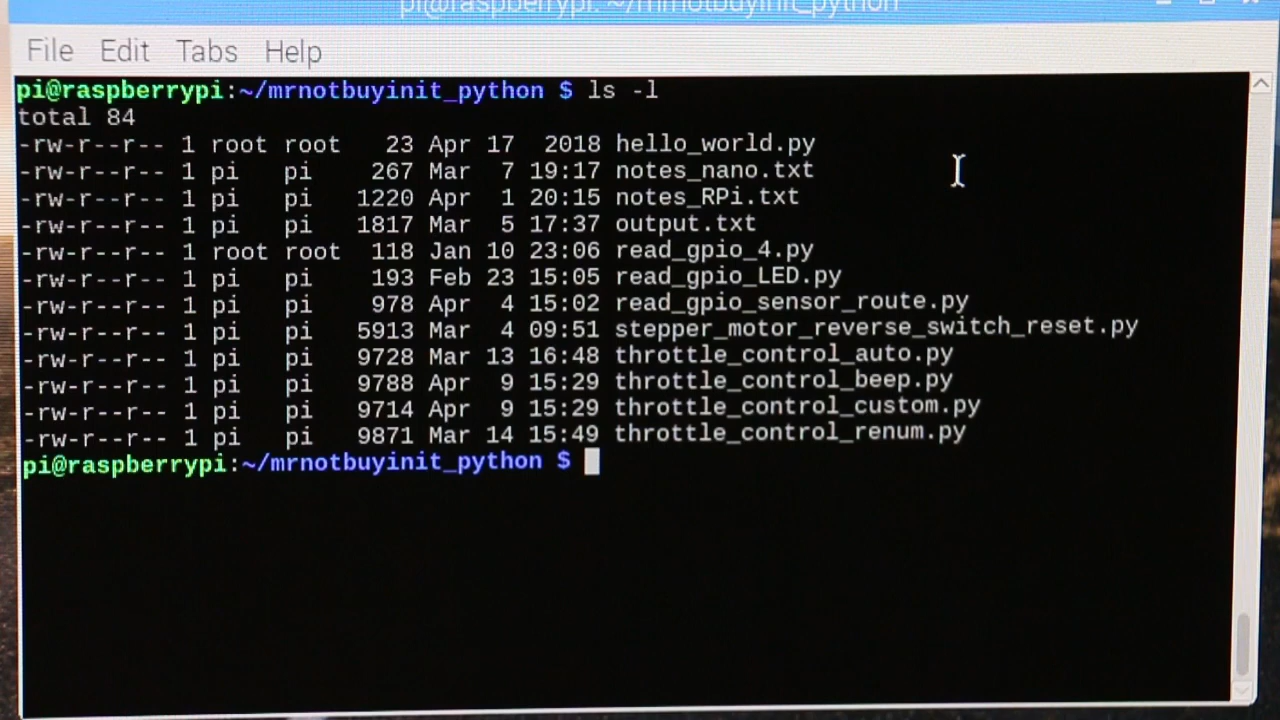 pi@raspberrypi: ~/mrnotbuyinit_python
File Edit Tabs Help
pi@raspberrypi:~/mrnotbuyinit_python $ ls -l
total 84
-rw-r--r-- 1 root root   23 Apr 17  2018 hello_world.py
-rw-r--r-- 1 pi   pi    267 Mar  7 19:17 notes_nano.txt
-rw-r--r-- 1 pi   pi   1220 Apr  1 20:15 notes_RPi.txt
-rw-r--r-- 1 pi   pi   1817 Mar  5 17:37 output.txt
-rw-r--r-- 1 root root  118 Jan 10 23:06 read_gpio_4.py
-rw-r--r-- 1 pi   pi    193 Feb 23 15:05 read_gpio_LED.py
-rw-r--r-- 1 pi   pi    978 Apr  4 15:02 read_gpio_sensor_route.py
-rw-r--r-- 1 pi   pi   5913 Mar  4 09:51 stepper_motor_reverse_switch_reset.py
-rw-r--r-- 1 pi   pi   9728 Mar 13 16:48 throttle_control_auto.py
-rw-r--r-- 1 pi   pi   9788 Apr  9 15:29 throttle_control_beep.py
-rw-r--r-- 1 pi   pi   9714 Apr  9 15:29 throttle_control_custom.py
-rw-r--r-- 1 pi   pi   9871 Mar 14 15:49 throttle_control_renum.py
pi@raspberrypi:~/mrnotbuyinit_python $